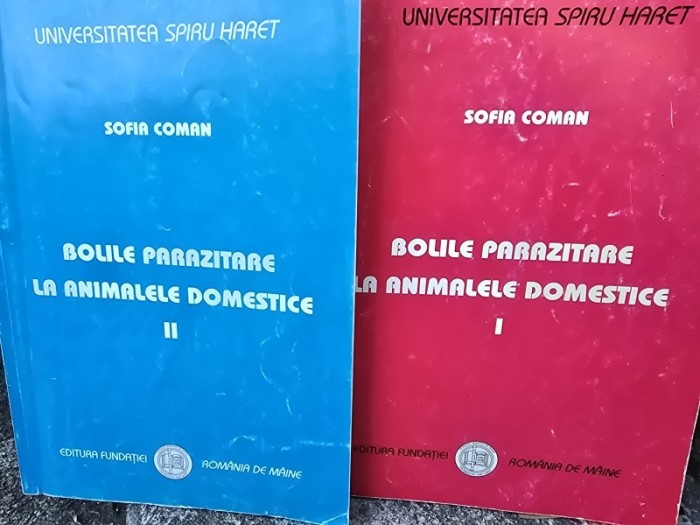 UNIVERSITATEA SPIRU HARET
SOFIA COMAN
BOLILE PARAZITARE
LA ANIMALELE DOMESTICE
II
EDITURA FUNDAȚIEI ROMÂNIA DE MÂINE
UNIVERSITATEA SPIRU HARET
SOFIA COMAN
BOLILE PARAZITARE
LA ANIMALELE DOMESTICE
I
EDITURA FUNDAȚIEI ROMÂNIA DE MÂINE